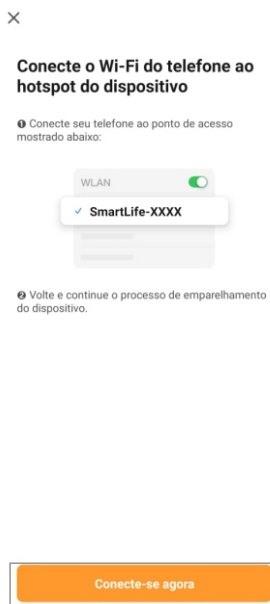 Conecte o Wi-Fi do telefone ao
hotspot do dispositivo
❶ Conecte seu telefone ao ponto de acesso
mostrado abaixo:
WLAN
SmartLife-XXXX
❷ Volte e continue o processo de emparelhamento
do dispositivo.
Conecte-se agora